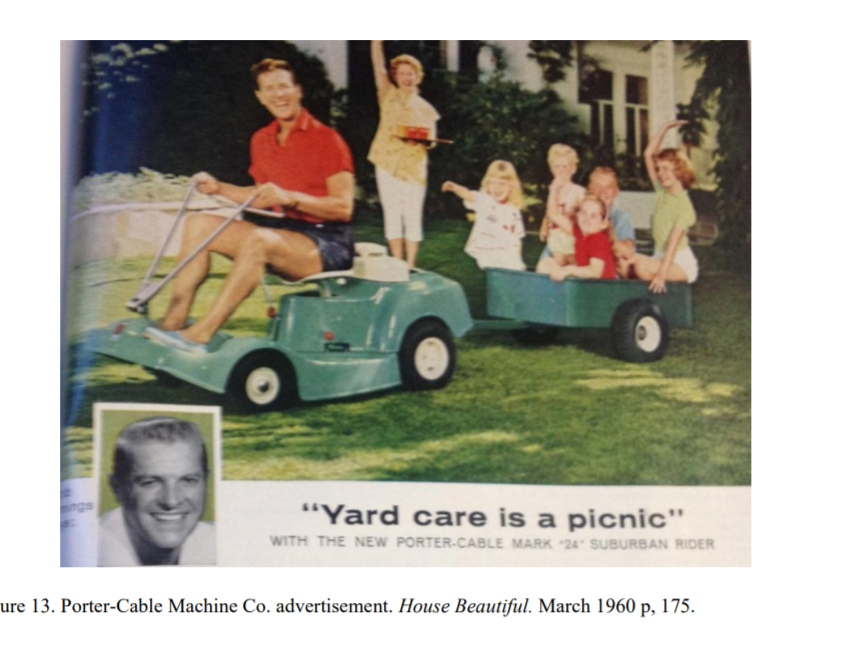 “Yard care is a picnic”
WITH THE NEW PORTER-CABLE MARK "24" SUBURBAN RIDER
ure 13. Porter-Cable Machine Co. advertisement. House Beautiful. March 1960 p, 175.